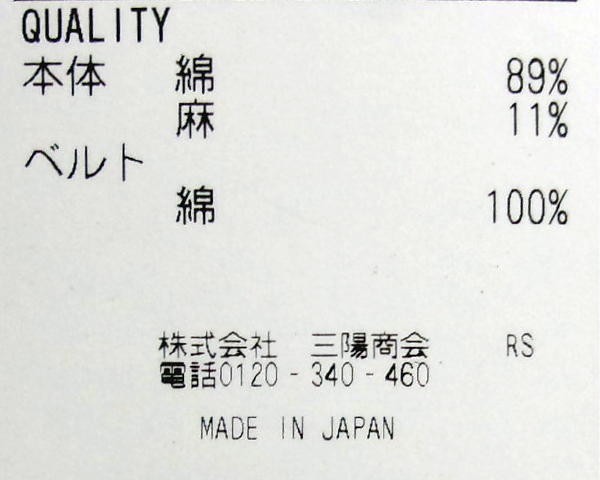 QUALITY
本体 綿 89%
麻 11%
ベルト
綿 100%
株式会社 三陽商会 RS
電話0120-340-460
MADE IN JAPAN